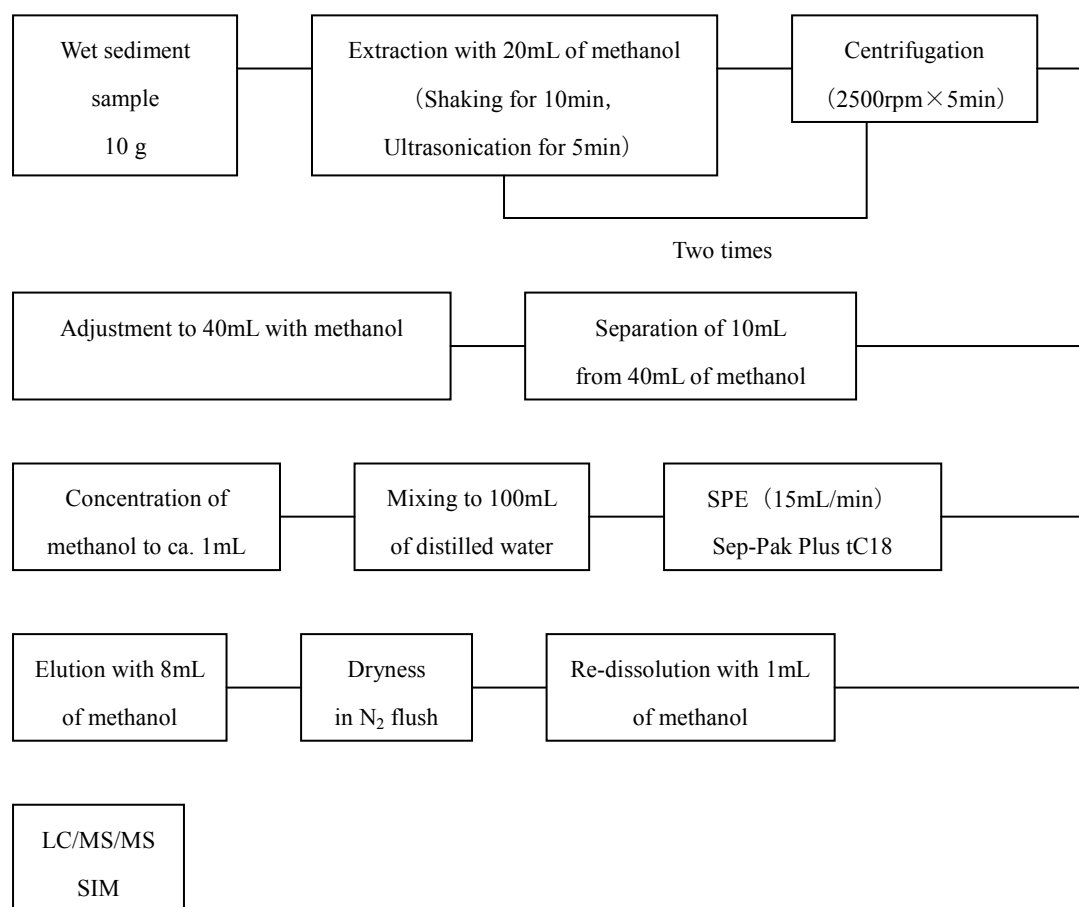 Wet sediment
sample
10 g
Extraction with 20mL of methanol
（Shaking for 10min,
Ultrasonication for 5min）
Centrifugation
（2500rpm×5min）
Two times
Adjustment to 40mL with methanol
Separation of 10mL
from 40mL of methanol
Concentration of
methanol to ca. 1mL
Mixing to 100mL
of distilled water
SPE（15mL/min）
Sep-Pak Plus tC18
Elution with 8mL
of methanol
Dryness
in N₂ flush
Re-dissolution with 1mL
of methanol
LC/MS/MS
SIM